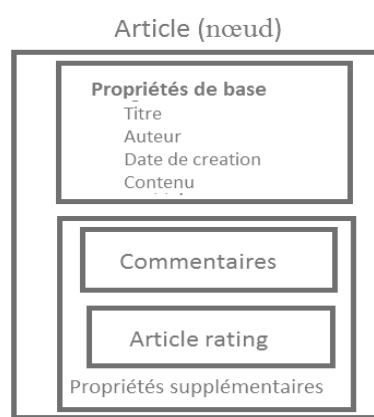 Article (nœud)
Propriétés de base
Titre
Auteur
Date de creation
Contenu
Commentaires
Article rating
Propriétés supplémentaires